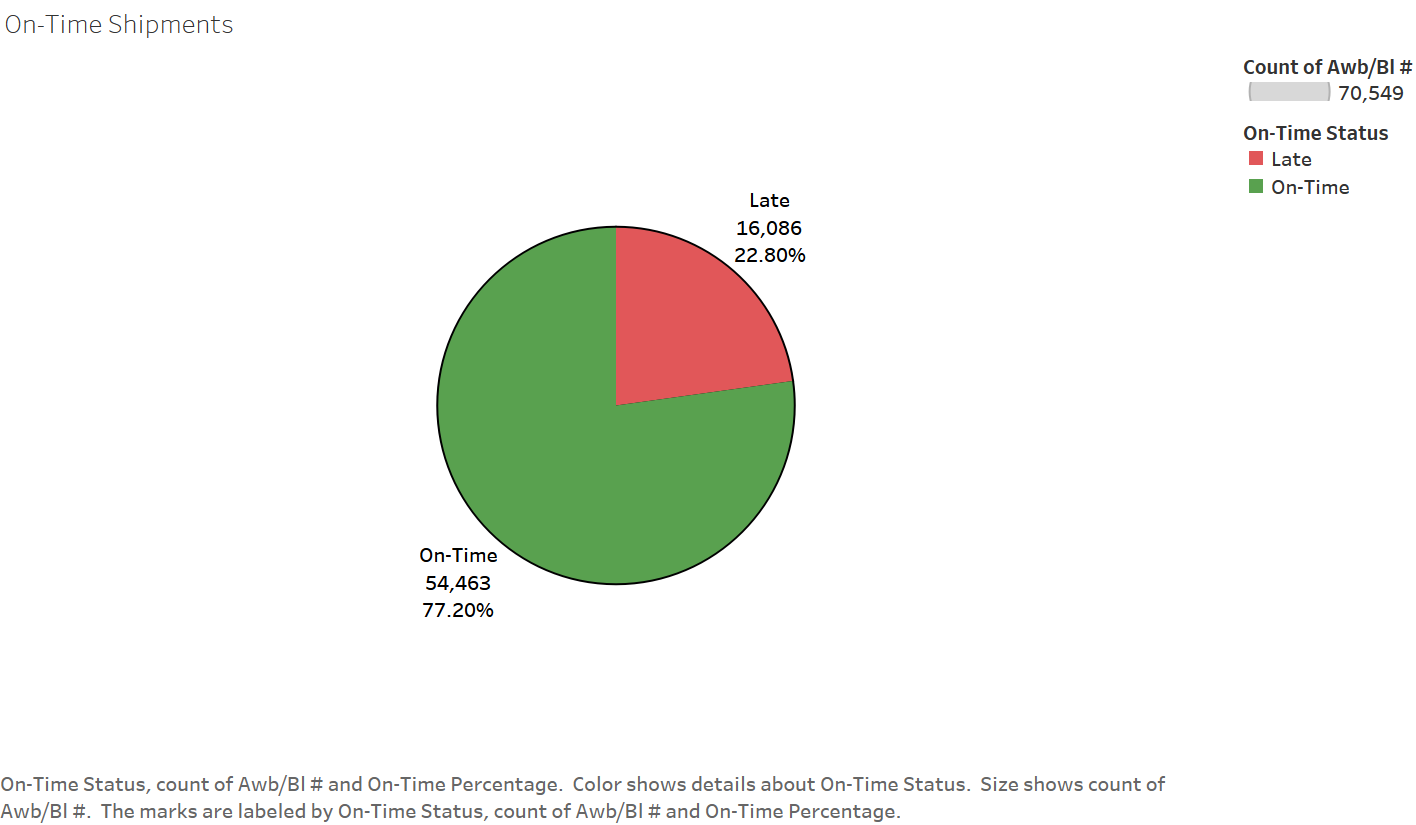 On-Time Shipments
Count of Awb/Bl #
70,549
On-Time Status
Late
On-Time
Late
16,086
22.80%
On-Time
54,463
77.20%
On-Time Status, count of Awb/Bl # and On-Time Percentage.  Color shows details about On-Time Status.  Size shows count of
Awb/Bl #.  The marks are labeled by On-Time Status, count of Awb/Bl # and On-Time Percentage.